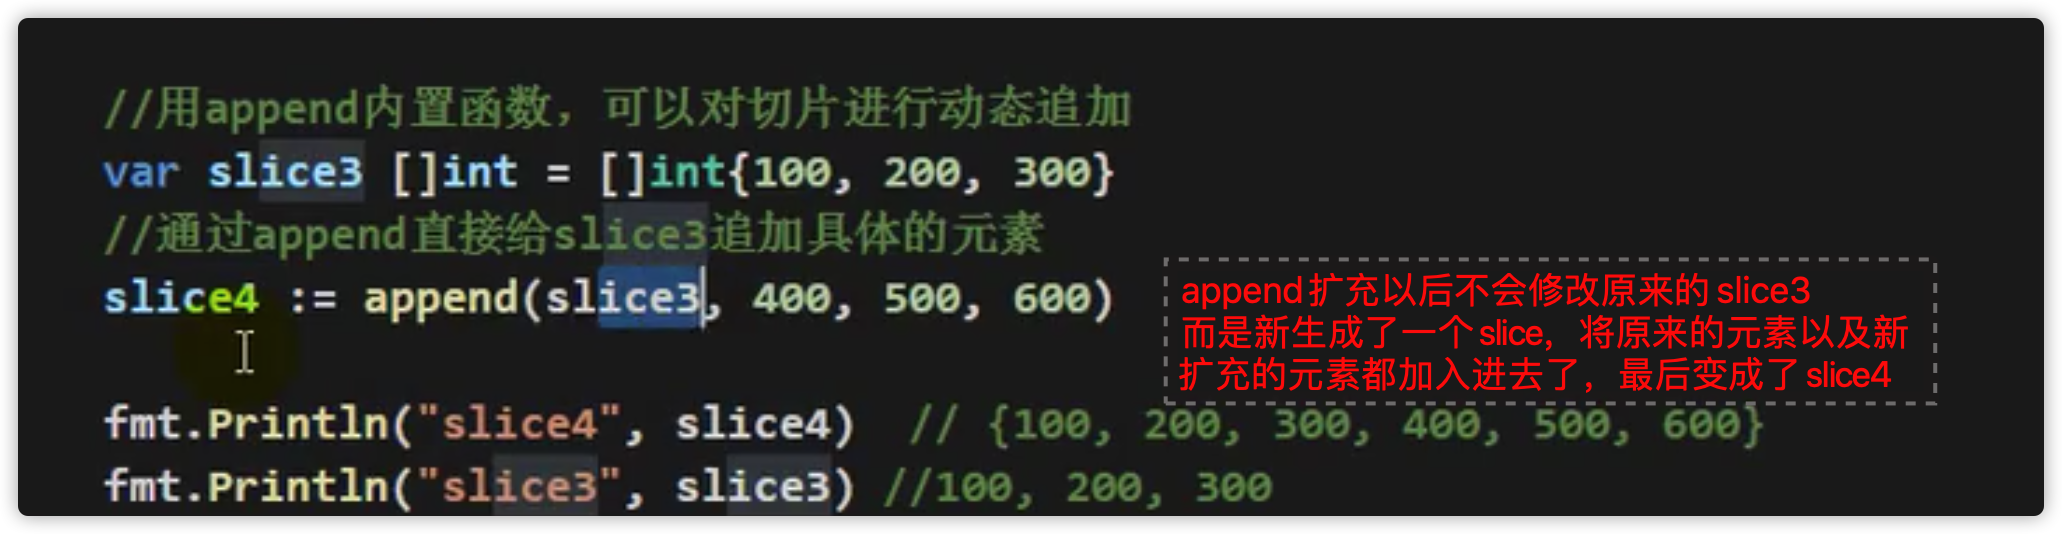 //用append内置函数，可以对切片进行动态追加
var slice3 []int = []int{100, 200, 300}
//通过append直接给slice3追加具体的元素
slice4 := append(slice3, 400, 500, 600)
append扩充以后不会修改原来的slice3
而是新生成了一个slice，将原来的元素以及新
扩充的元素都加入进去了，最后变成了slice4
fmt.Println("slice4", slice4)  // {100, 200, 300, 400, 500, 600}
fmt.Println("slice3", slice3) //100, 200, 300